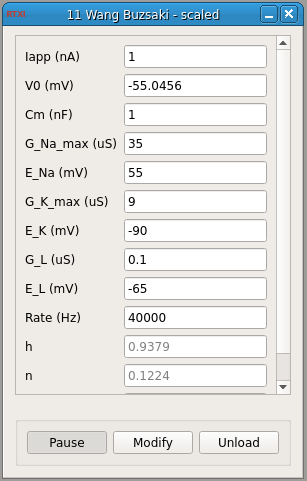 RTXI 11 Wang Buzsaki - scaled
Iapp (nA) 1
V0 (mV) -55.0456
Cm (nF) 1
G_Na_max (uS) 35
E_Na (mV) 55
G_K_max (uS) 9
E_K (mV) -90
G_L (uS) 0.1
E_L (mV) -65
Rate (Hz) 40000
h 0.9379
n 0.1224
Pause Modify Unload